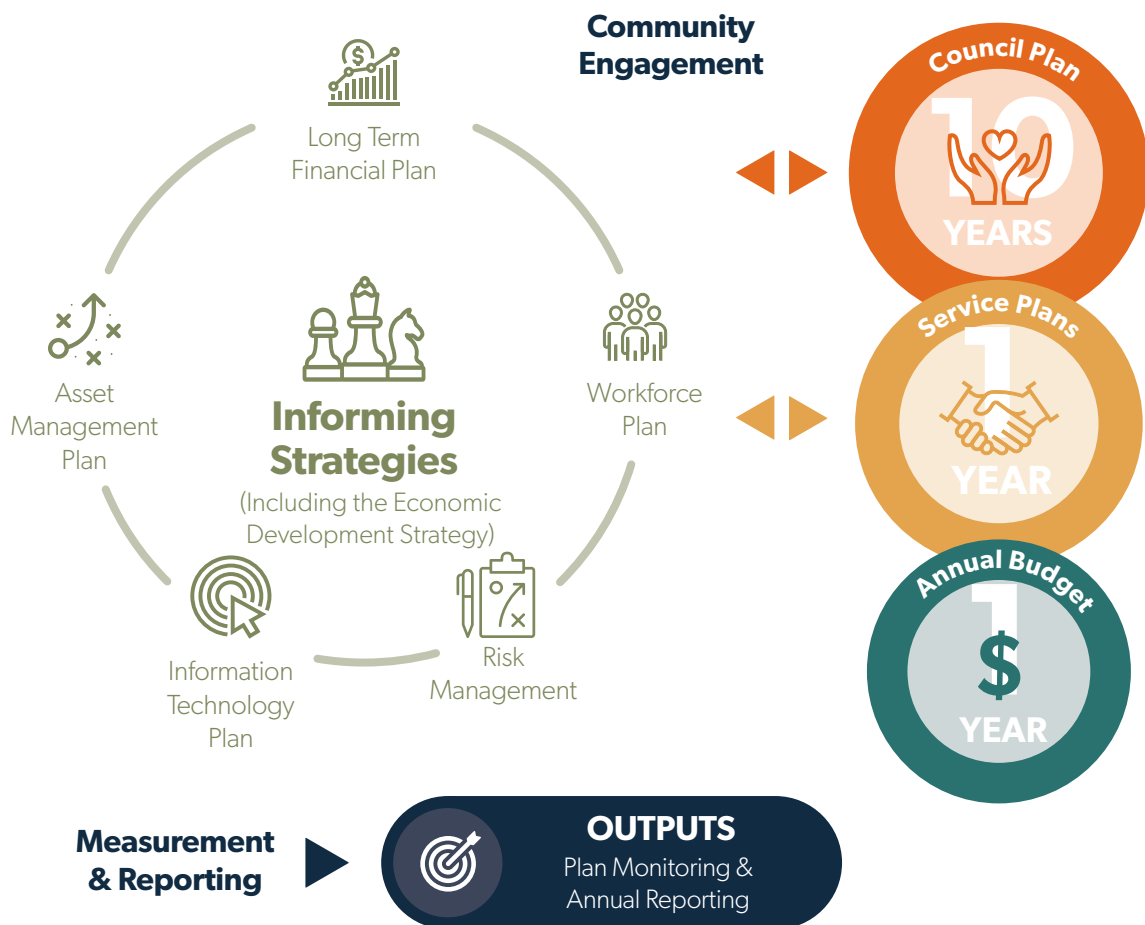 Community
Engagement
Long Term
Financial Plan
Asset
Management
Plan
Informing
Strategies
(Including the Economic
Development Strategy)
Workforce
Plan
Information
Technology
Plan
Risk
Management
Council Plan
10
YEARS
Service Plans
1
YEAR
Annual Budget
1
$
YEAR
Measurement
& Reporting
OUTPUTS
Plan Monitoring &
Annual Reporting